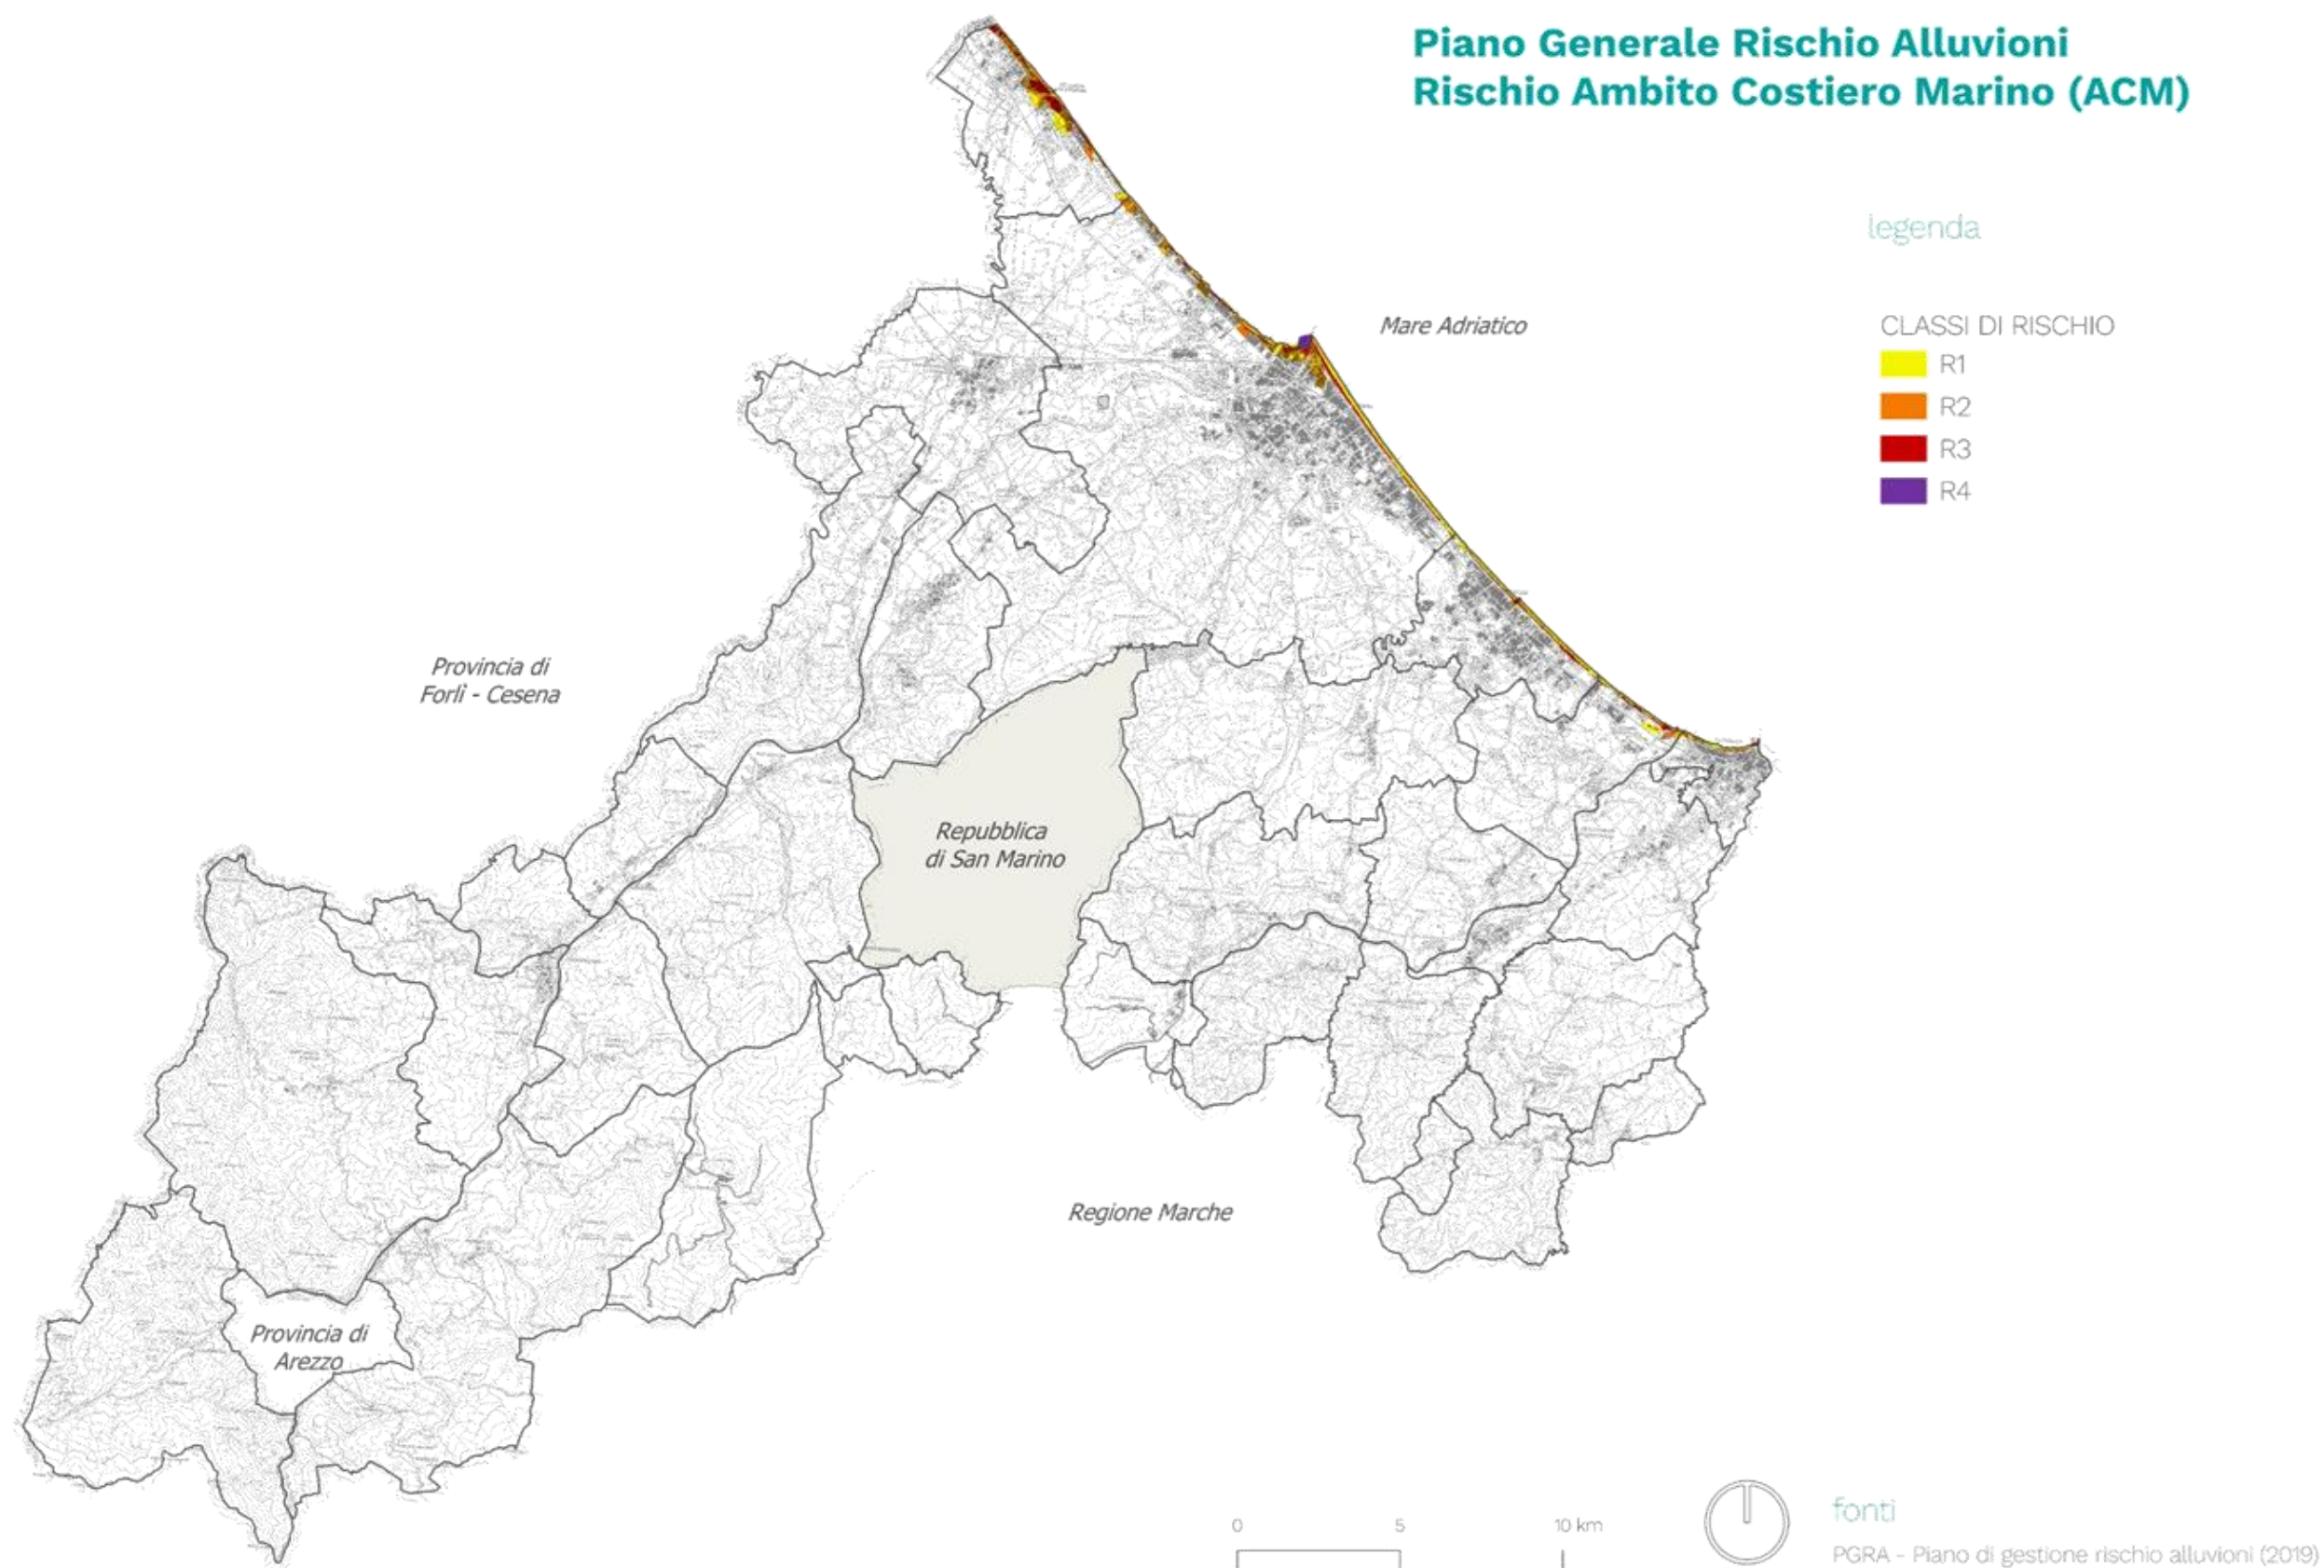 Piano Generale Rischio Alluvioni
Rischio Ambito Costiero Marino (ACM)
legenda
CLASSI DI RISCHIO
R1
R2
R3
R4
Mare Adriatico
Provincia di
Forlì - Cesena
Repubblica
di San Marino
Regione Marche
Provincia di
Arezzo
0 5 10 km
fonti
PGRA - Piano di gestione rischio alluvioni (2019)